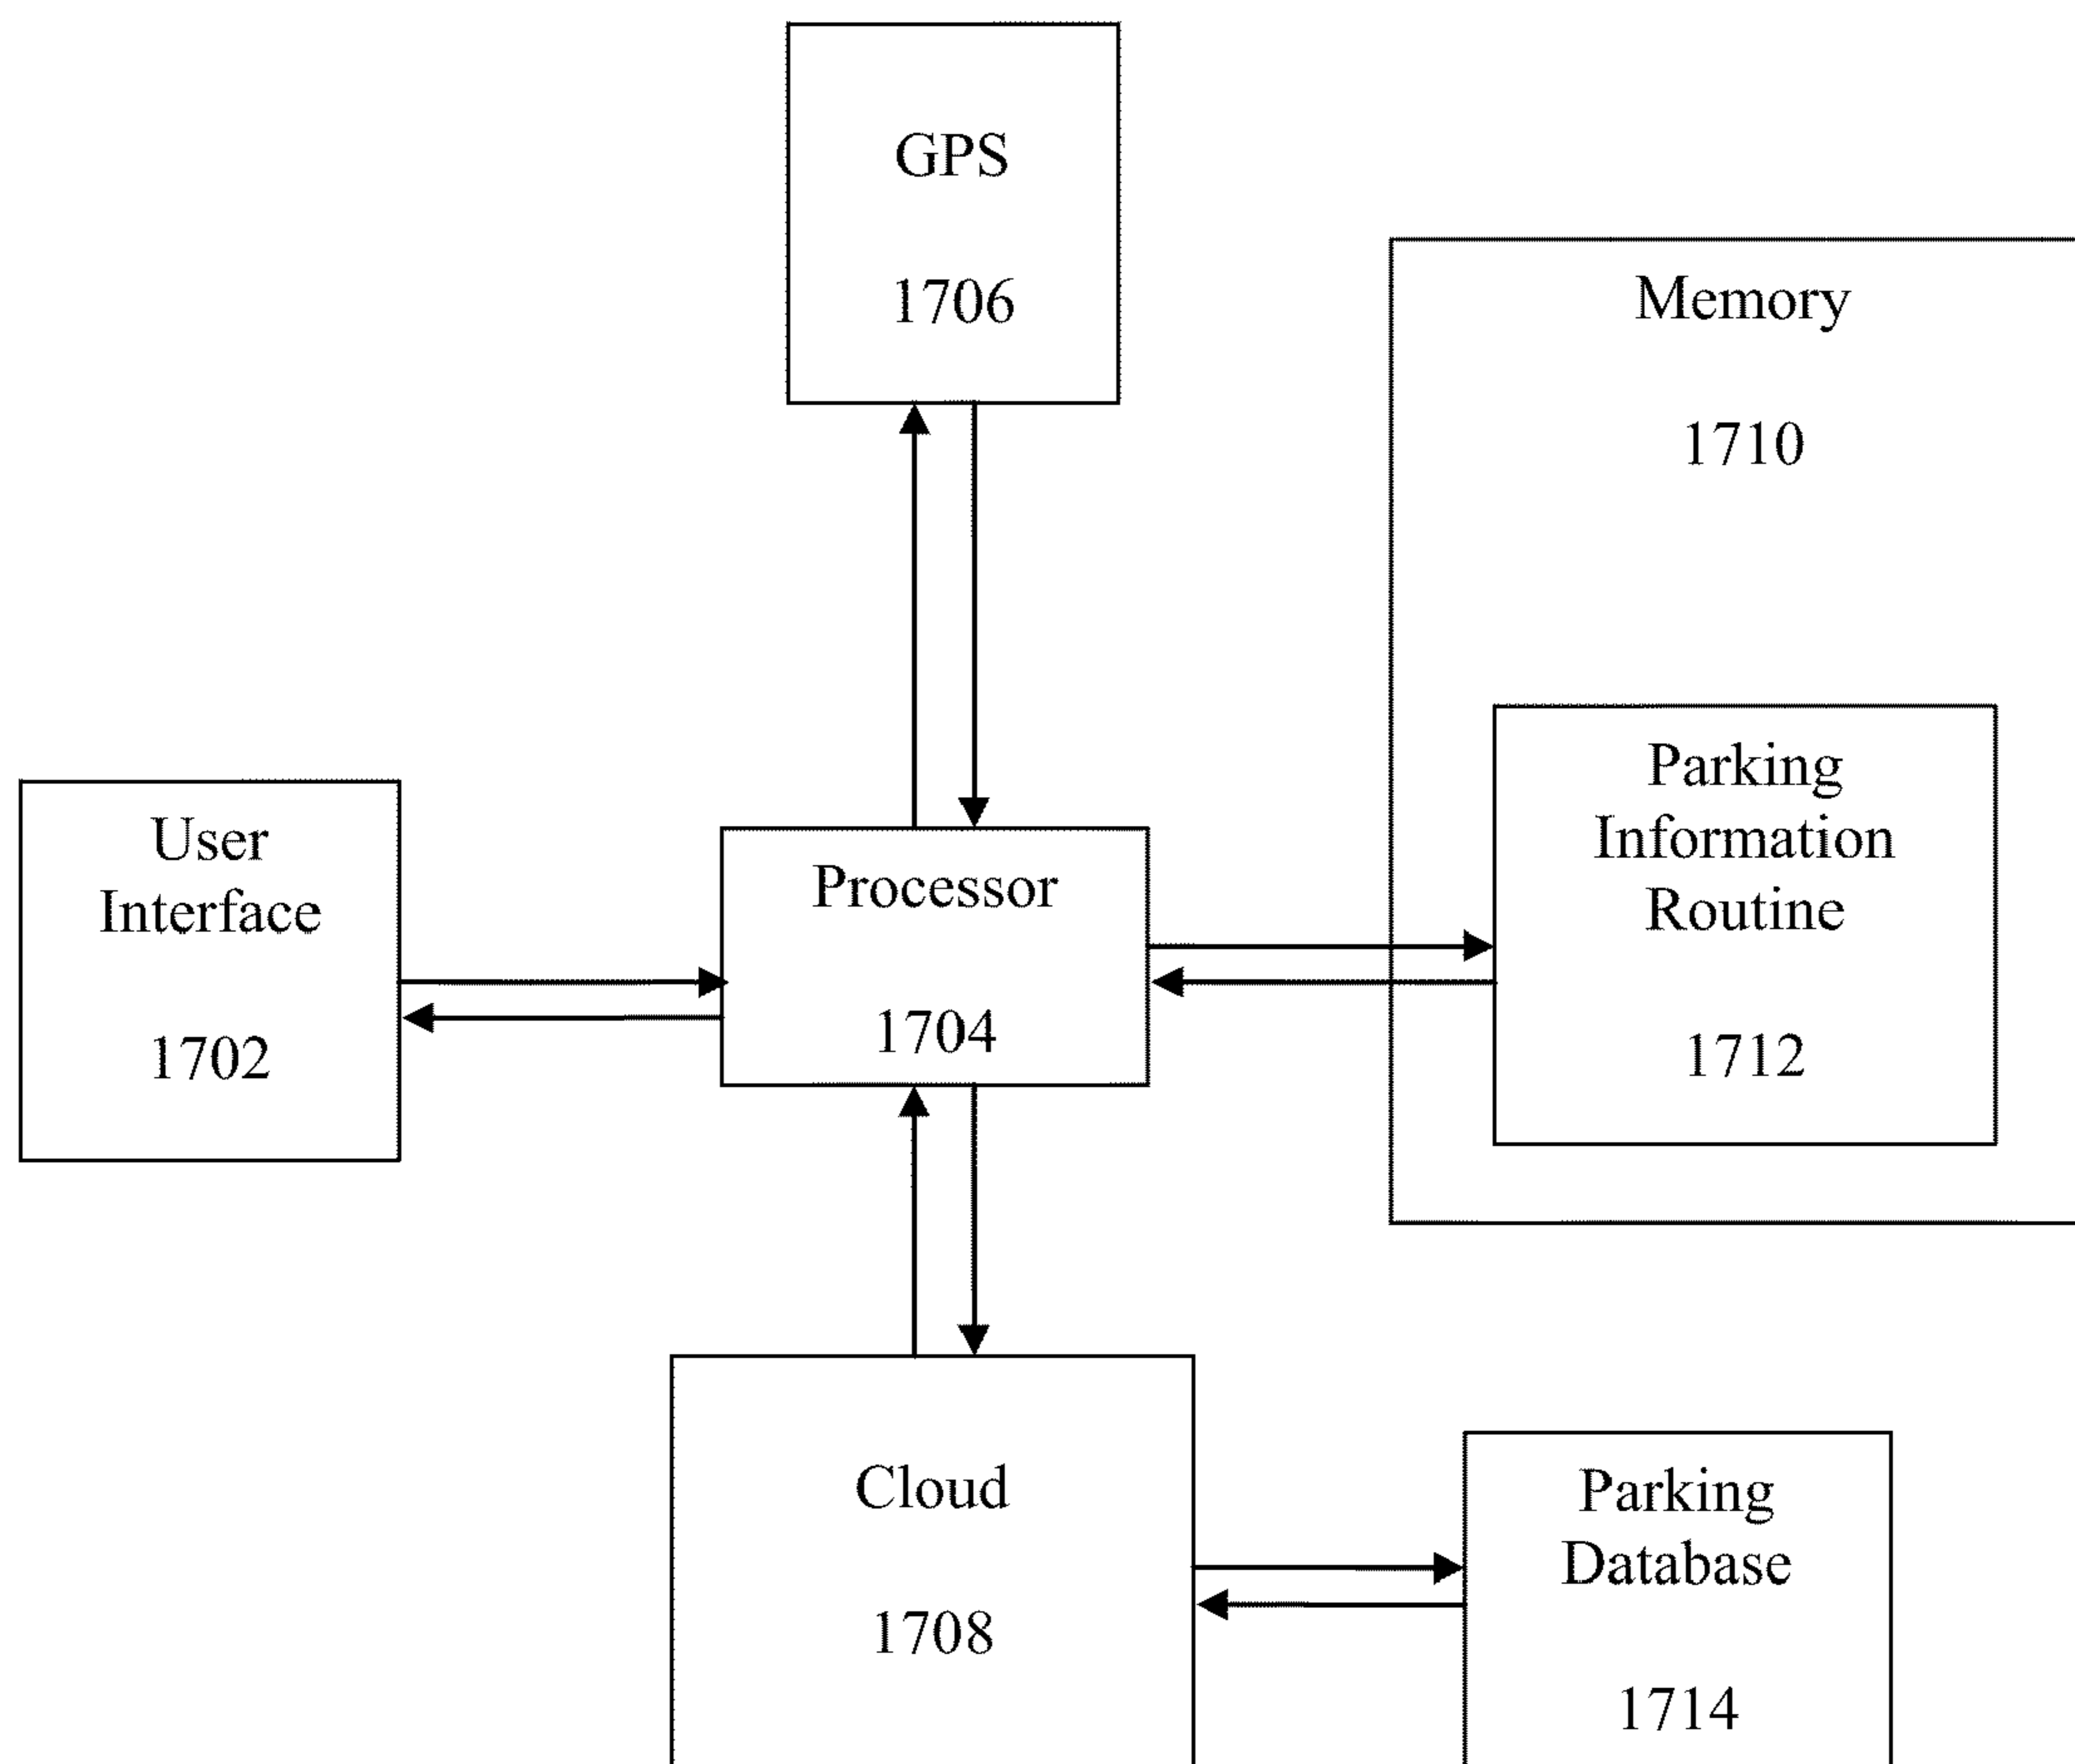 GPS
1706
Memory
1710
User
Interface
1702
Processor
1704
Parking
Information
Routine
1712
Cloud
1708
Parking
Database
1714